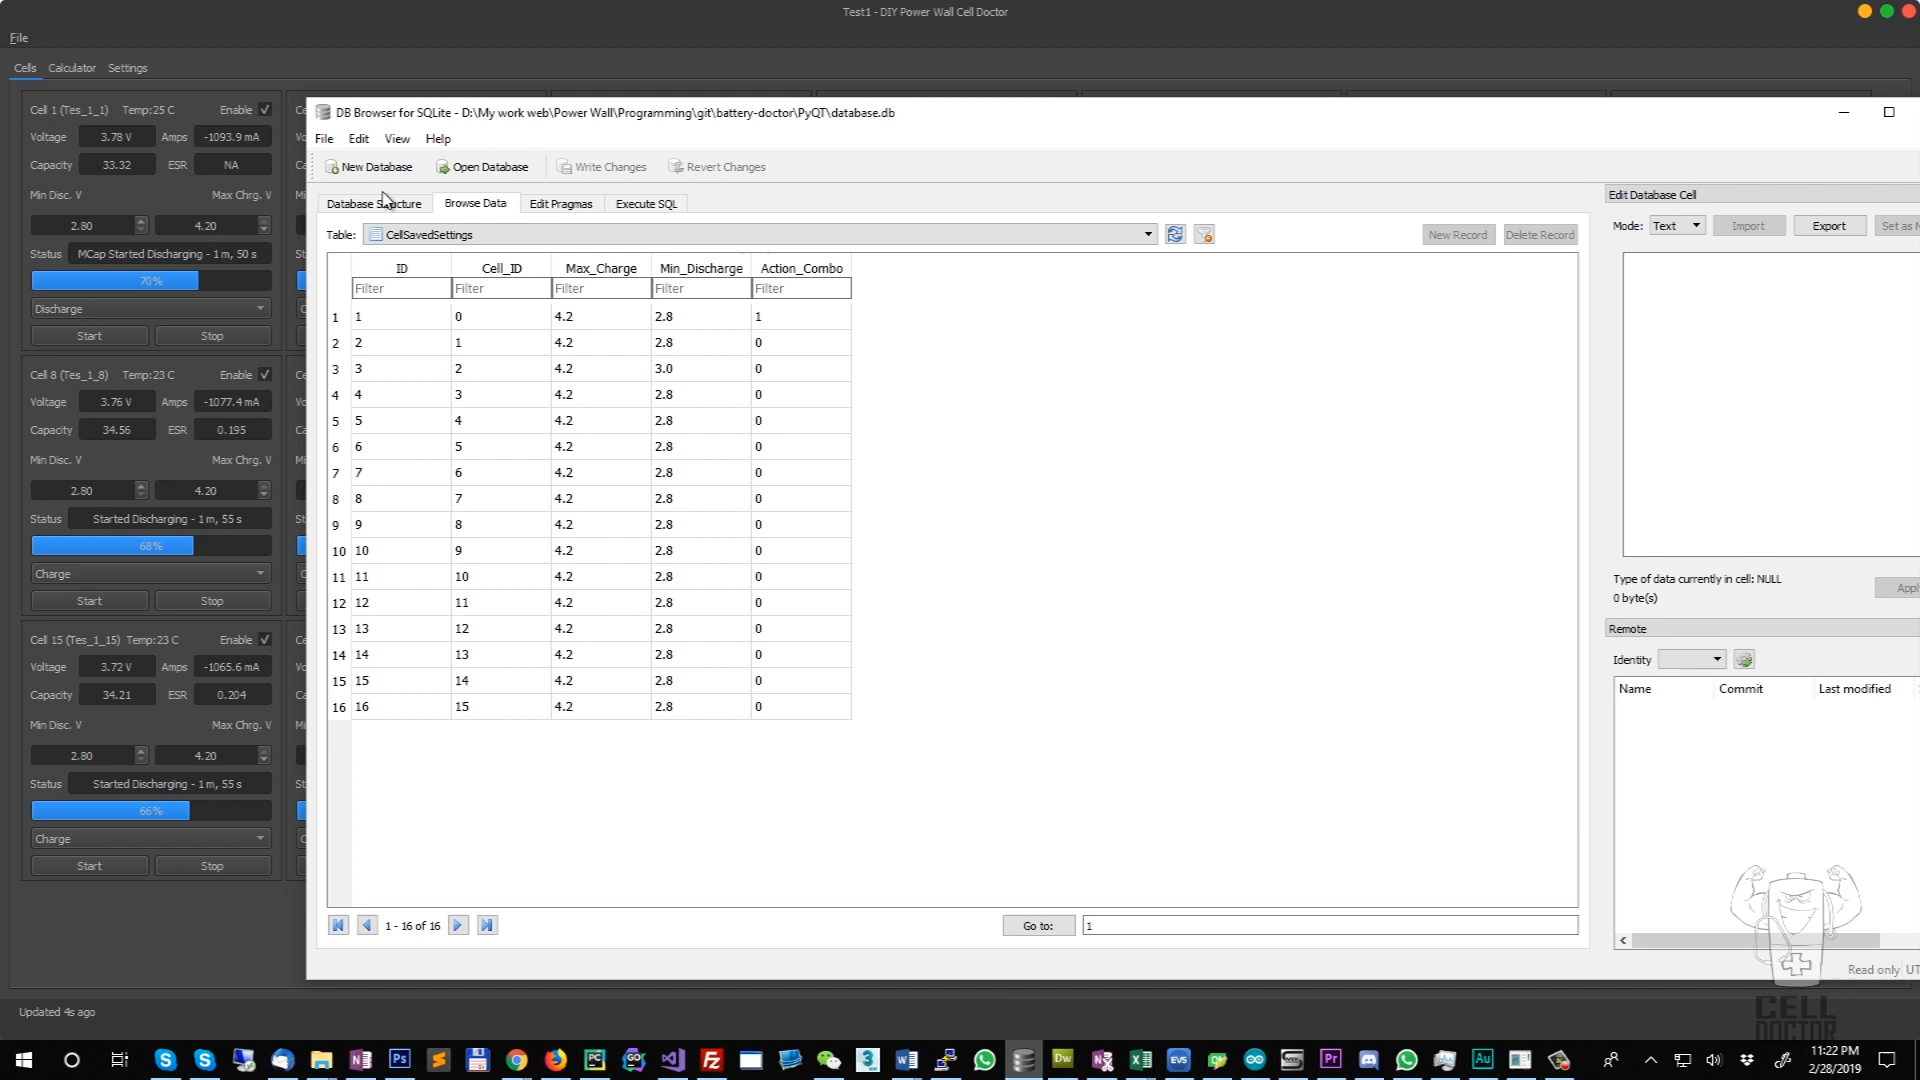 Test1 - DIY Power Wall Cell Doctor
File
Cells Calculator Settings
Cell 1 (Tes_1_1) Temp:25 C Enable
Voltage 3.78 V Amps -1093.9 mA
Capacity 33.32 ESR NA
Min Disc. V Max Chrg. V
2.80 4.20
Status MCap Started Discharging - 1 m, 50 s
70%
Discharge
Start Stop
Cell 8 (Tes_1_8) Temp:23 C Enable
Voltage 3.76 V Amps -1077.4 mA
Capacity 34.56 ESR 0.195
Min Disc. V Max Chrg. V
2.80 4.20
Status Started Discharging - 1 m, 55 s
68%
Charge
Start Stop
Cell 15 (Tes_1_15) Temp:23 C Enable
Voltage 3.72 V Amps -1065.6 mA
Capacity 34.21 ESR 0.204
Min Disc. V Max Chrg. V
2.80 4.20
Status Started Discharging - 1 m, 55 s
66%
Charge
Start Stop
Updated 4s ago
DB Browser for SQLite - D:\My work web\Power Wall\Programming\git\battery-doctor\PyQT\database.db
File Edit View Help
New Database Open Database Write Changes Revert Changes
Database Structure Browse Data Edit Pragmas Execute SQL
Table: CellSavedSettings New Record Delete Record
ID Cell_ID Max_Charge Min_Discharge Action_Combo
Filter Filter Filter Filter Filter
1 1 0 4.2 2.8 1
2 2 1 4.2 2.8 0
3 3 2 4.2 3.0 0
4 4 3 4.2 2.8 0
5 5 4 4.2 2.8 0
6 6 5 4.2 2.8 0
7 7 6 4.2 2.8 0
8 8 7 4.2 2.8 0
9 9 8 4.2 2.8 0
10 10 9 4.2 2.8 0
11 11 10 4.2 2.8 0
12 12 11 4.2 2.8 0
13 13 12 4.2 2.8 0
14 14 13 4.2 2.8 0
15 15 14 4.2 2.8 0
16 16 15 4.2 2.8 0
1 - 16 of 16 Go to: 1
Edit Database Cell
Mode: Text Import Export Set as N
Type of data currently in cell: NULL
0 byte(s)
Appl
Remote
Identity
Name Commit Last modified
Read only UT
CELL
DOCTOR
11:22 PM
2/28/2019